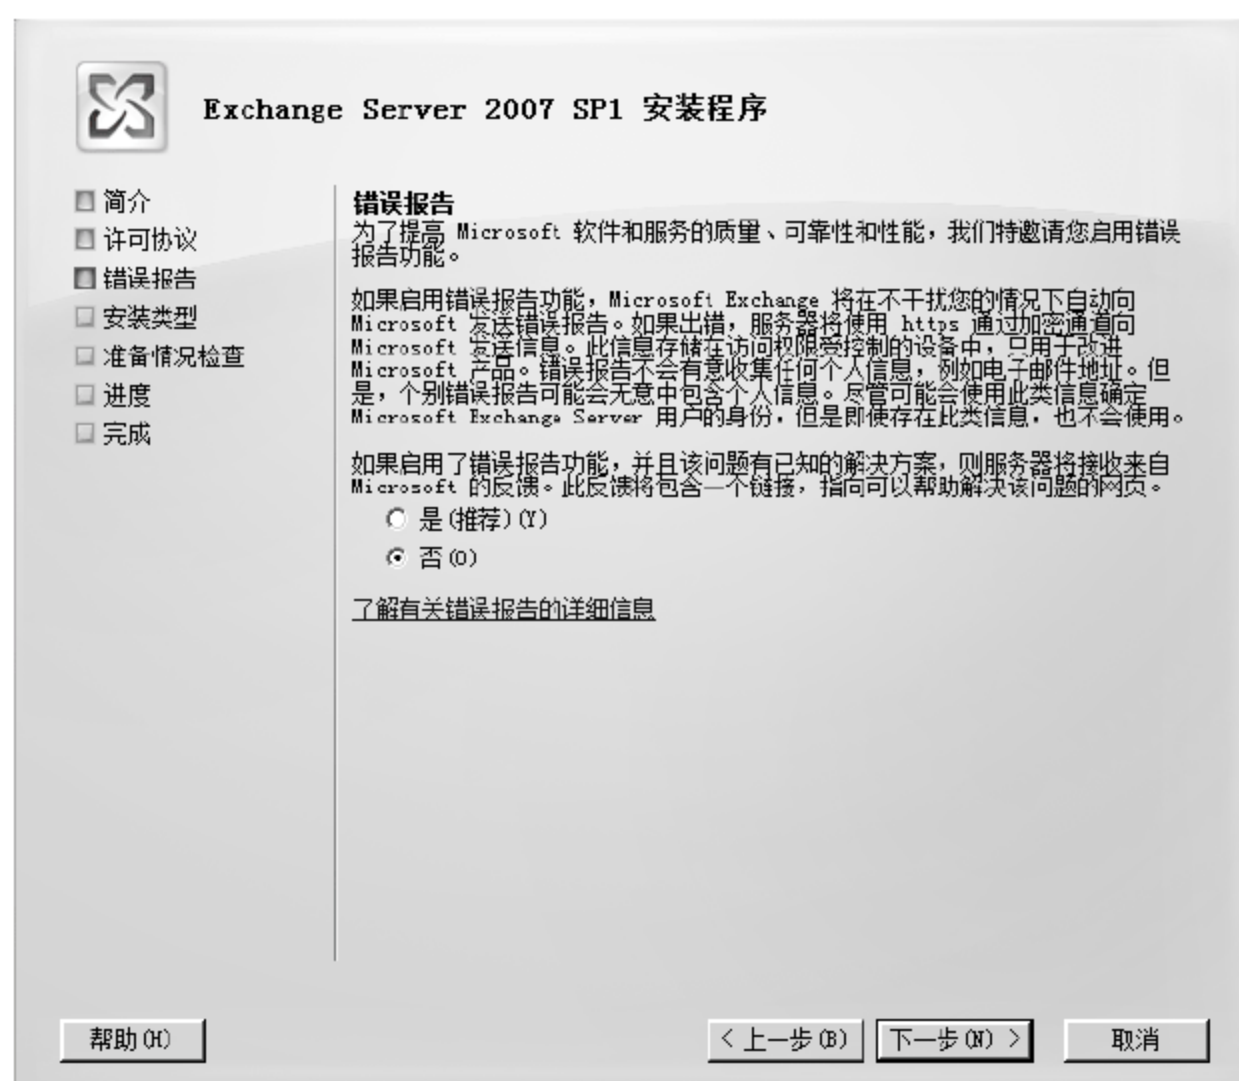 Exchange Server 2007 SP1 安装程序
简介
许可协议
错误报告
安装类型
准备情况检查
进度
完成
错误报告
为了提高 Microsoft 软件和服务的质量、可靠性和性能，我们特邀请您启用错误
报告功能。
如果启用错误报告功能，Microsoft Exchange 将在不干扰您的情况下自动向
Microsoft 发送错误报告。如果出错，服务器将使用 https 通过加密通道向
Microsoft 发送信息。此信息存储在访问权限受控制的设备中，只用于改进
Microsoft 产品。错误报告不会有意收集任何个人信息，例如电子邮件地址。但
是，个别错误报告可能会无意中包含个人信息。尽管可能会使用此类信息确定
Microsoft Exchange Server 用户的身份，但是即使存在此类信息，也不会使用。
如果启用了错误报告功能，并且该问题有已知的解决方案，则服务器将接收来自
Microsoft 的反馈。此反馈将包含一个链接，指向可以帮助解决该问题的网页。
是(推荐)(Y)
否(O)
了解有关错误报告的详细信息
帮助(H)
< 上一步(B)
下一步(N) >
取消